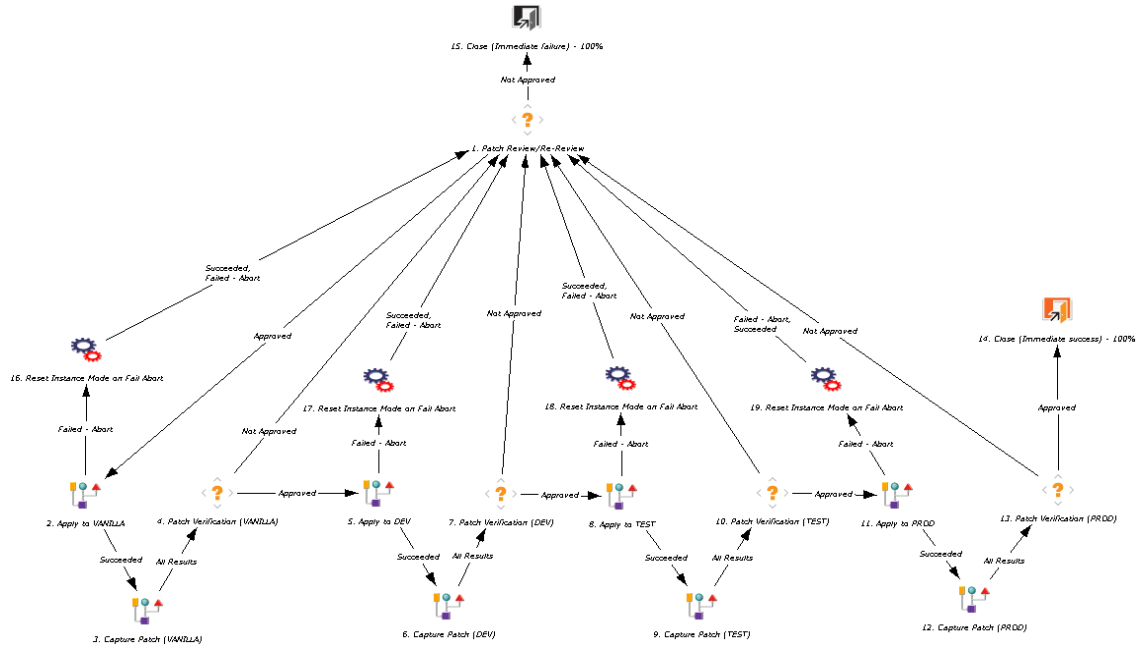 15. Close (Immediate failure) - 100%
Not Approved
1. Patch Review/Re-Review
Succeeded,
Failed - Abort
Approved
Succeeded,
Failed - Abort
Not Approved
Succeeded,
Failed - Abort
Not Approved
Failed - Abort,
Succeeded
Not Approved
14. Close (Immediate success) - 100%
16. Reset Instance Mode on Fail Abort
17. Reset Instance Mode on Fail Abort
18. Reset Instance Mode on Fail Abort
19. Reset Instance Mode on Fail Abort
Approved
Failed - Abort
Not Approved
Failed - Abort
Failed - Abort
Failed - Abort
Approved
Approved
Approved
2. Apply to VANILLA
4. Patch Verification (VANILLA)
5. Apply to DEV
7. Patch Verification (DEV)
8. Apply to TEST
10. Patch Verification (TEST)
11. Apply to PROD
13. Patch Verification (PROD)
Succeeded
All Results
Succeeded
All Results
Succeeded
All Results
Succeeded
All Results
3. Capture Patch (VANILLA)
6. Capture Patch (DEV)
9. Capture Patch (TEST)
12. Capture Patch (PROD)